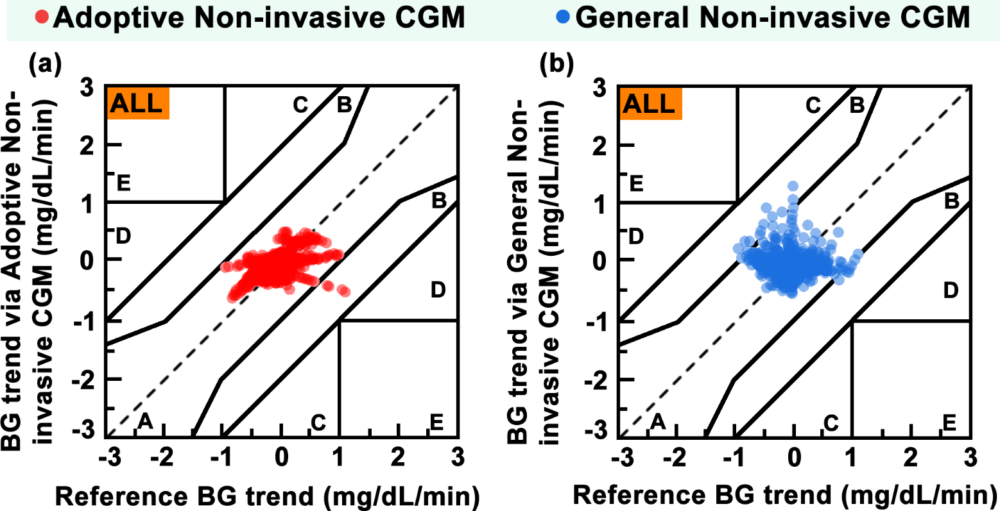 Adoptive Non-invasive CGM
General Non-invasive CGM
(a)
BG trend via Adoptive Non-
invasive CGM (mg/dL/min)
3
2
1
0
-1
-2
-3
ALL
C
B
E
D
B
D
A
C
E
-3 -2 -1 0 1 2 3
Reference BG trend (mg/dL/min)
(b)
BG trend via General Non-
invasive CGM (mg/dL/min)
3
2
1
0
-1
-2
-3
ALL
C
B
E
D
B
D
A
C
E
-3 -2 -1 0 1 2 3
Reference BG trend (mg/dL/min)